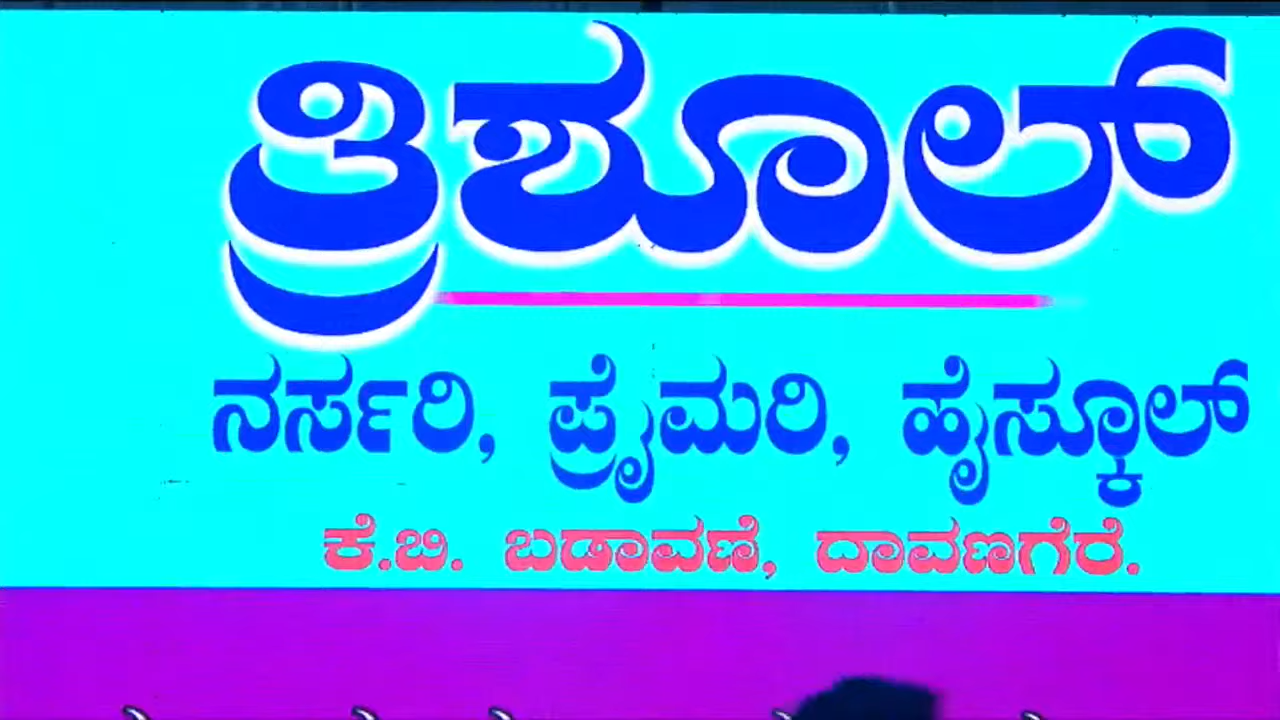 ತ್ರಿಶೂಲ್
ನರ್ಸರಿ, ಪ್ರೈಮರಿ, ಹೈಸ್ಕೂಲ್
ಕೆ.ಬಿ. ಬಡಾವಣೆ, ದಾವಣಗೆರೆ.